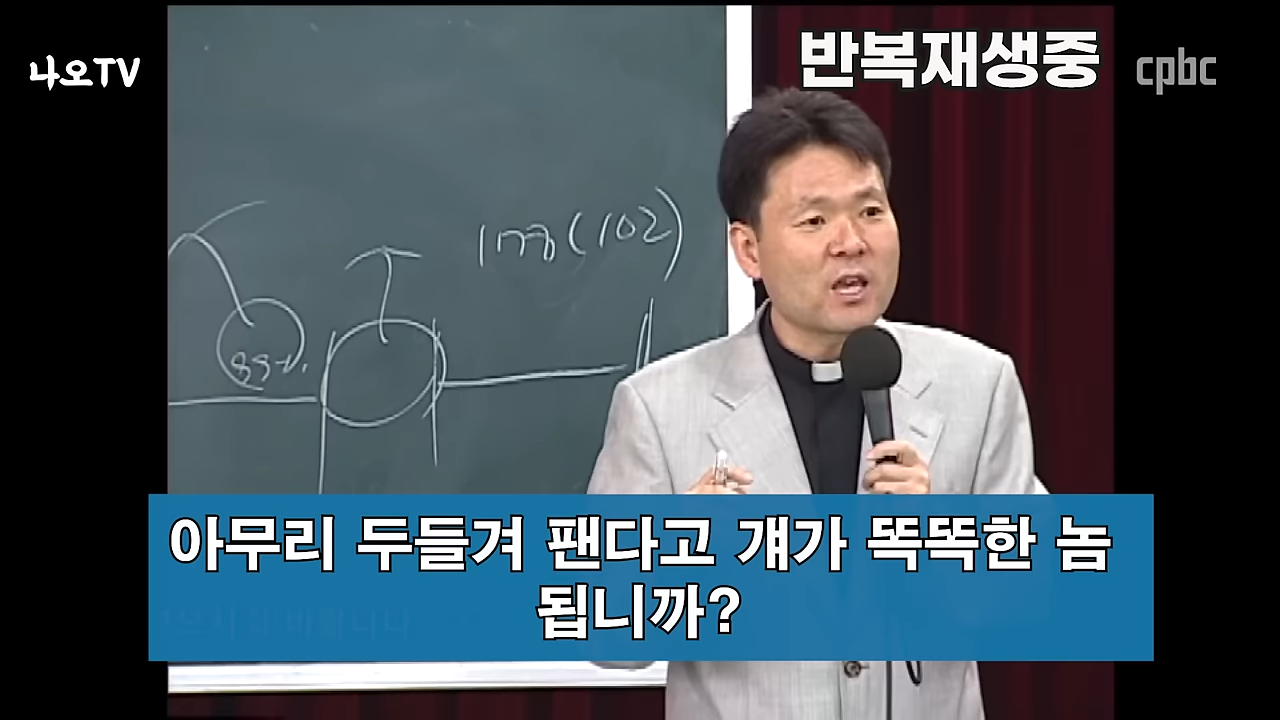 나오TV
반복재생중
cpbc
(102)
아무리 두들겨 팬다고 걔가 똑똑한 놈
됩니까?